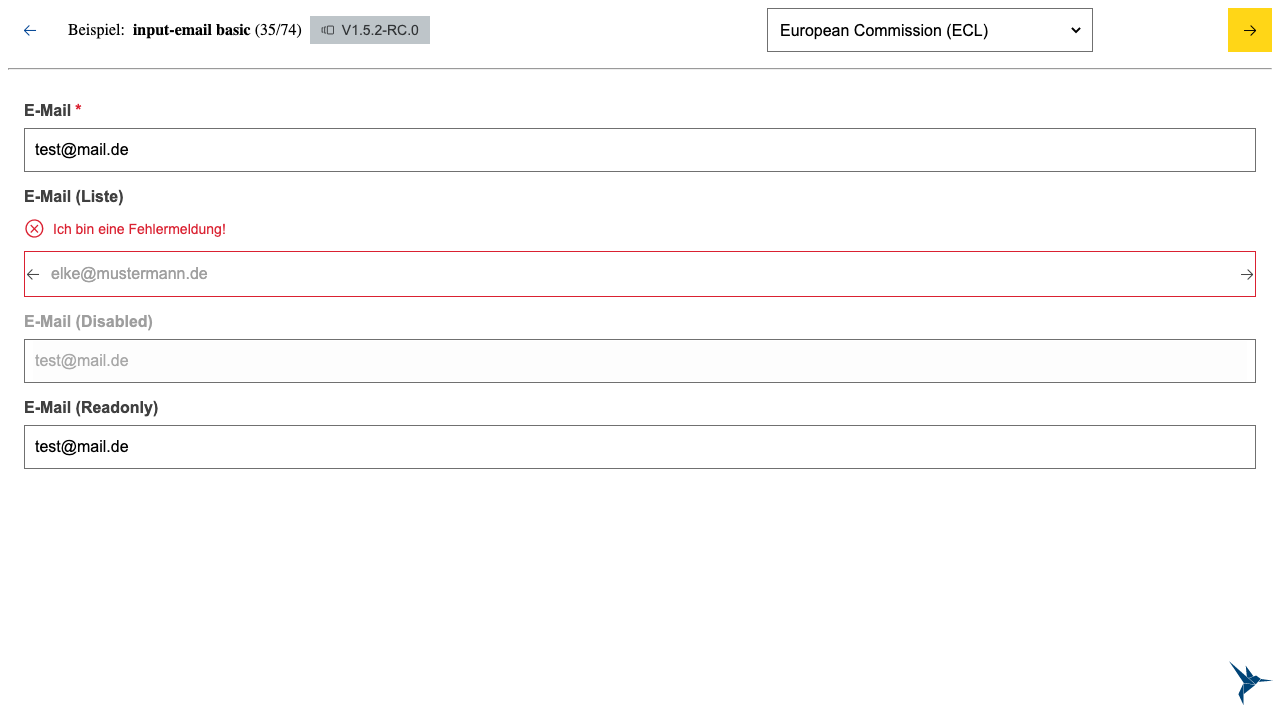 Beispiel: input-email basic (35/74) V1.5.2-RC.0 European Commission (ECL)
E-Mail *
test@mail.de
E-Mail (Liste)
Ich bin eine Fehlermeldung!
elke@mustermann.de
E-Mail (Disabled)
test@mail.de
E-Mail (Readonly)
test@mail.de